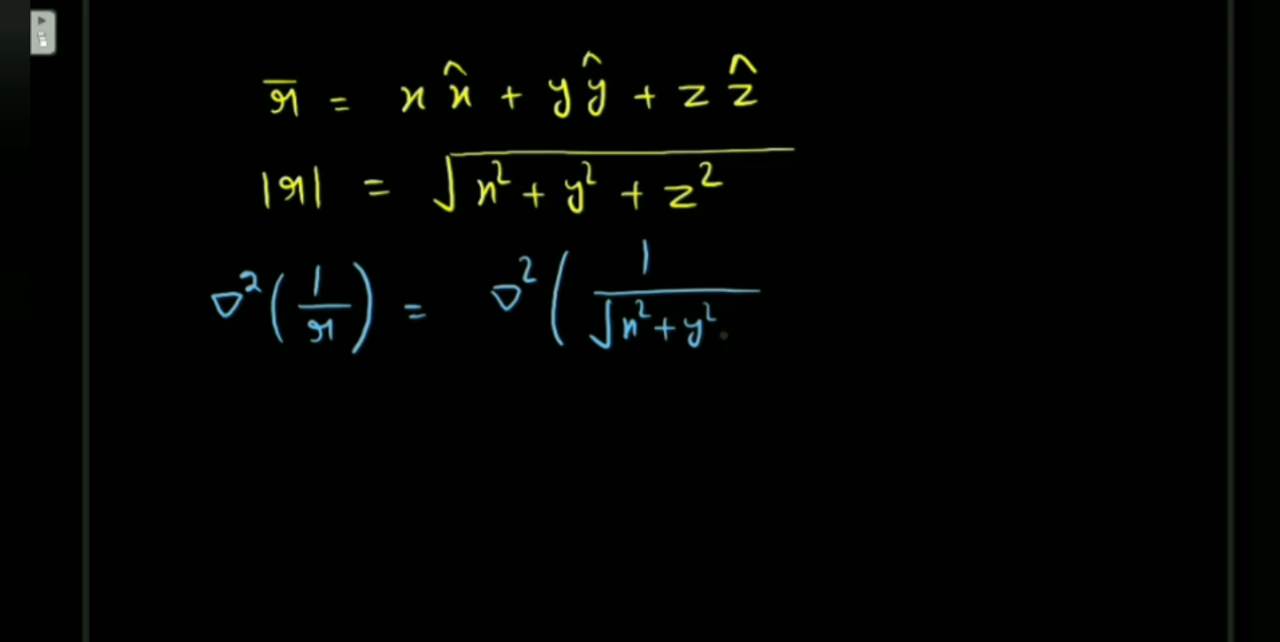 r̄ = x x̂ + y ŷ + z ẑ
|r| = √(x² + y² + z²)
∇²(1/r) = ∇²(1/√(x² + y²